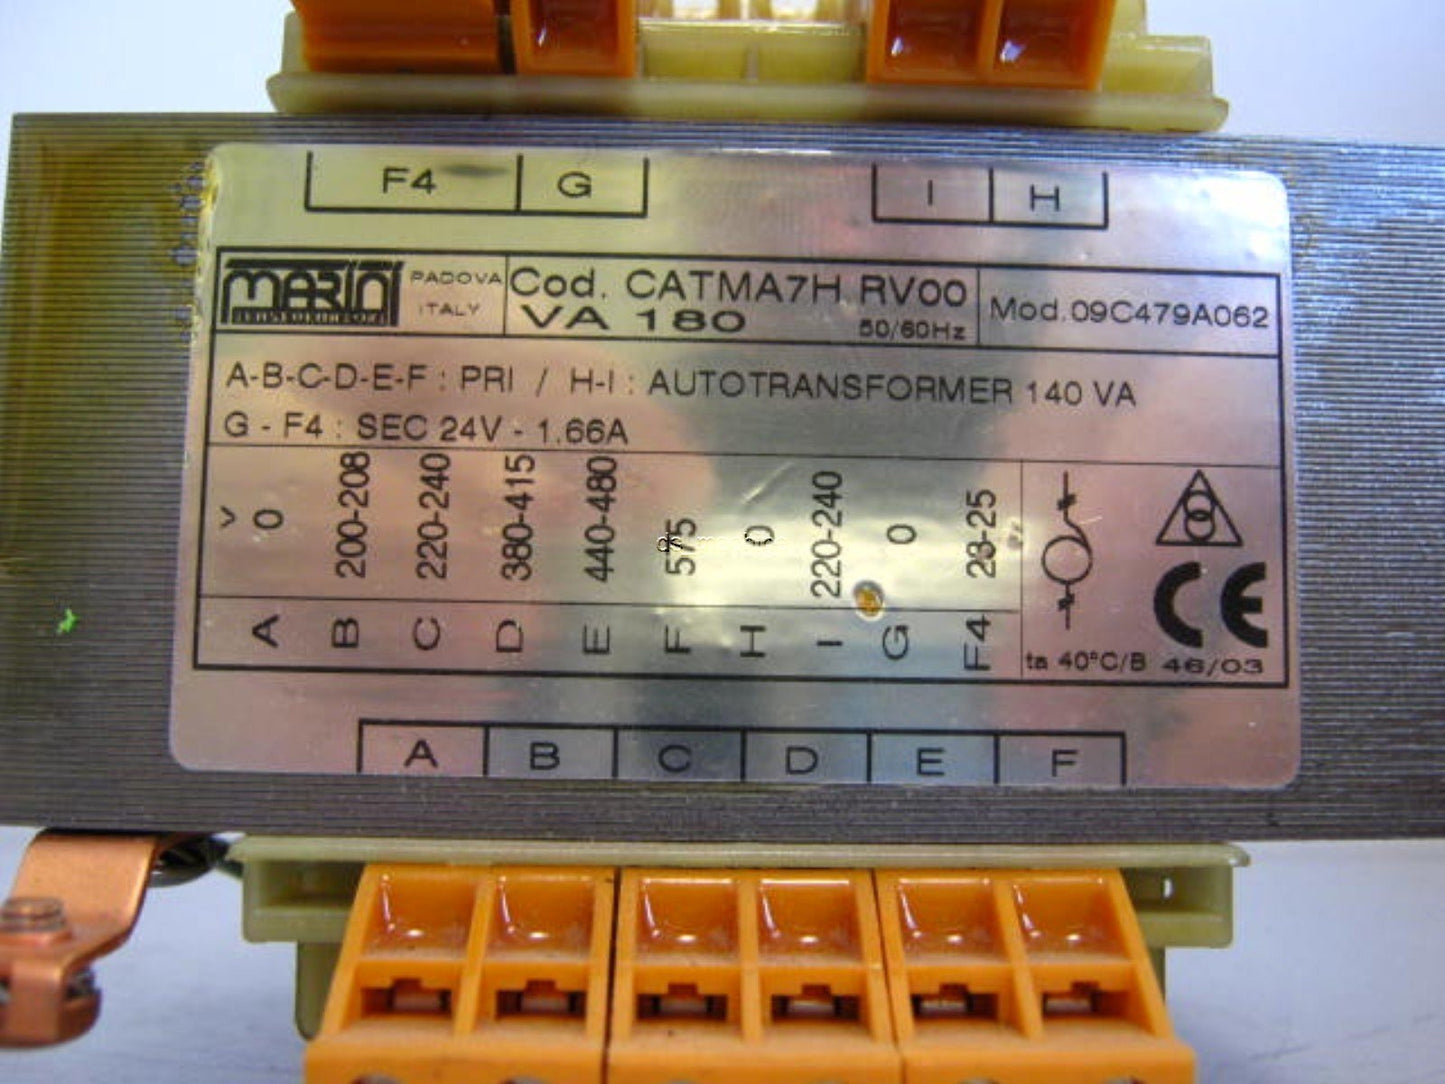 F4 G I H
MARINI PADOVA ITALY
Cod. CATMA7H RV00
VA 180 50/60Hz
Mod.09C479A062
A-B-C-D-E-F : PRI / H-I : AUTOTRANSFORMER 140 VA
G - F4 : SEC 24V - 1.66A
V 0 200-208 220-240 380-415 440-480 575 0 220-240 0 23-25
A B C D E F H I G F4
ta 40°C/B
CE
46/03
A B C D E F